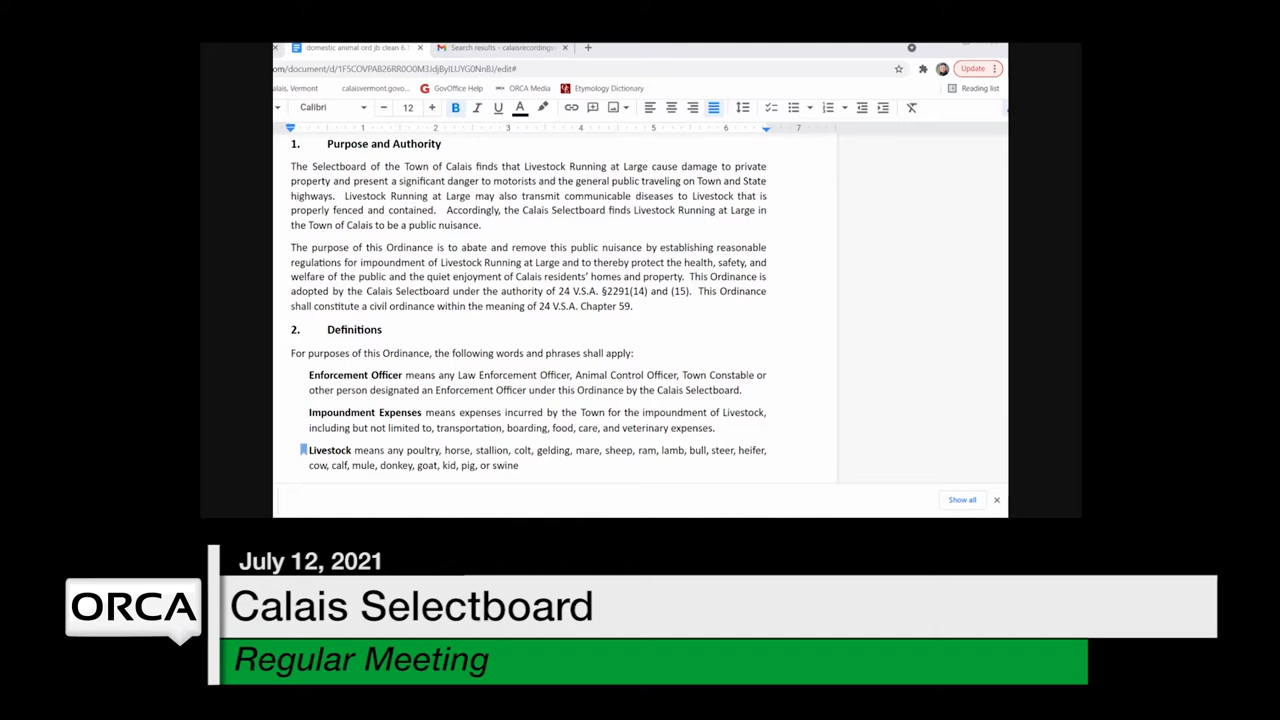 domestic animal ord jb clean 6.
Search results - calaisrecordings
Update
alais, Vermont
calaisvermont.govo...
GovOffice Help
ORCA Media
Etymology Dictionary
Reading list
Calibri
12
B I U A
1 2 3 4 5 6 7
1. Purpose and Authority
The Selectboard of the Town of Calais finds that Livestock Running at Large cause damage to private
property and present a significant danger to motorists and the general public traveling on Town and State
highways. Livestock Running at Large may also transmit communicable diseases to Livestock that is
properly fenced and contained. Accordingly, the Calais Selectboard finds Livestock Running at Large in
the Town of Calais to be a public nuisance.
The purpose of this Ordinance is to abate and remove this public nuisance by establishing reasonable
regulations for impoundment of Livestock Running at Large and to thereby protect the health, safety, and
welfare of the public and the quiet enjoyment of Calais residents' homes and property. This Ordinance is
adopted by the Calais Selectboard under the authority of 24 V.S.A. §2291(14) and (15). This Ordinance
shall constitute a civil ordinance within the meaning of 24 V.S.A. Chapter 59.
2. Definitions
For purposes of this Ordinance, the following words and phrases shall apply:
Enforcement Officer means any Law Enforcement Officer, Animal Control Officer, Town Constable or
other person designated an Enforcement Officer under this Ordinance by the Calais Selectboard.
Impoundment Expenses means expenses incurred by the Town for the impoundment of Livestock,
including but not limited to, transportation, boarding, food, care, and veterinary expenses.
Livestock means any poultry, horse, stallion, colt, gelding, mare, sheep, ram, lamb, bull, steer, heifer,
cow, calf, mule, donkey, goat, kid, pig, or swine
Show all
July 12, 2021
ORCA
Calais Selectboard
Regular Meeting